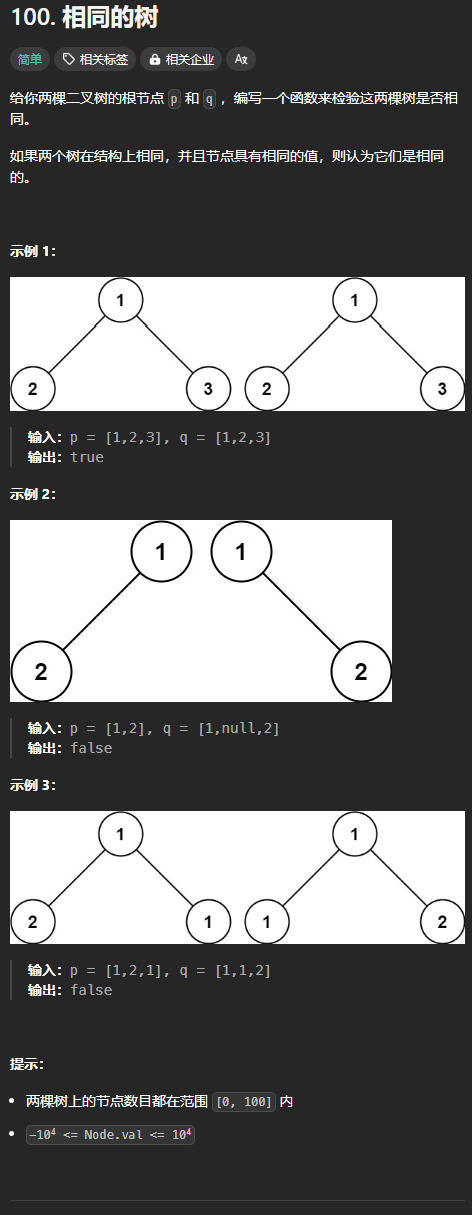 100. 相同的树
简单 相关标签 相关企业 Aあ
给你两棵二叉树的根节点 p 和 q ，编写一个函数来检验这两棵树是否相
同。
如果两个树在结构上相同，并且节点具有相同的值，则认为它们是相同
的。
示例 1：
1 1
2 3 2 3
输入：p = [1,2,3], q = [1,2,3]
输出：true
示例 2：
1 1
2 2
输入：p = [1,2], q = [1,null,2]
输出：false
示例 3：
1 1
2 1 1 2
输入：p = [1,2,1], q = [1,1,2]
输出：false
提示：
• 两棵树上的节点数目都在范围 [0, 100] 内
• -10⁴ <= Node.val <= 10⁴